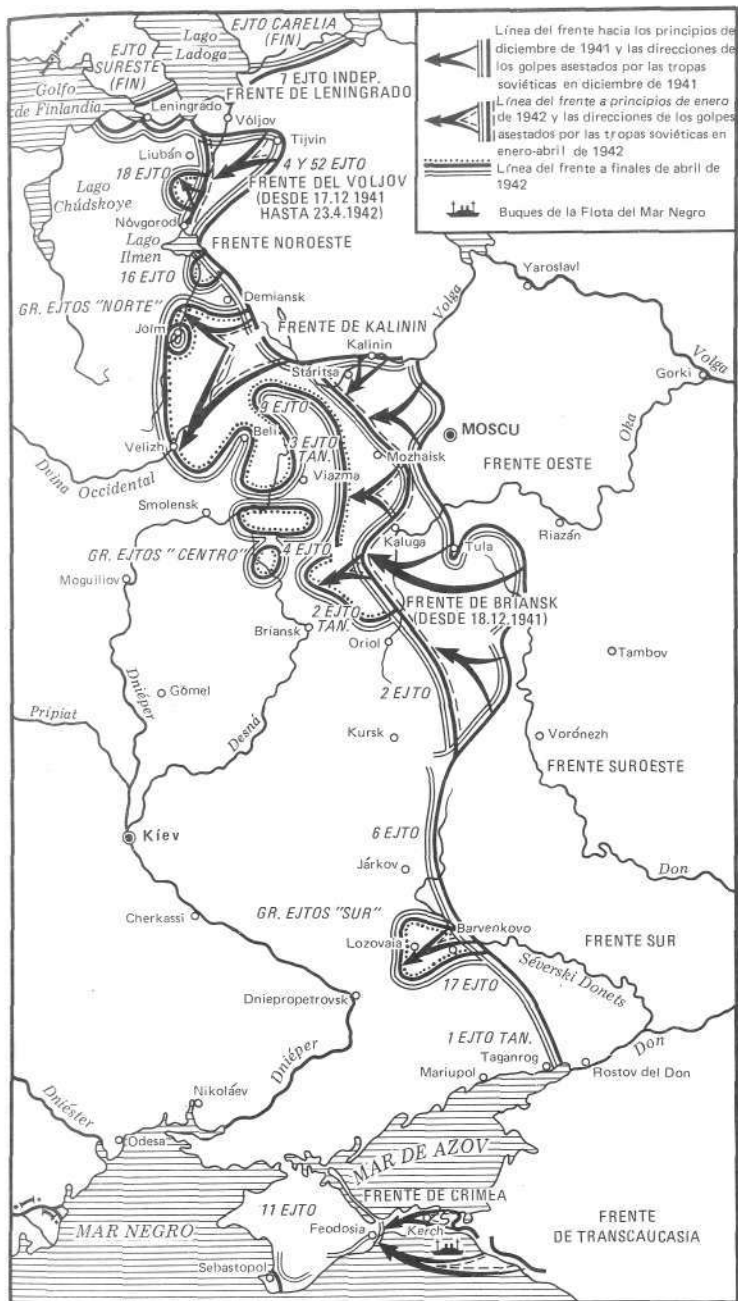 EJTO CARELIA
(FIN)
Lago
Ladoga
EJTO
SURESTE
(FIN)
7 EJTO INDEP.
FRENTE DE LENINGRADO
Golfo
de Finlandia
Leningrado
Vóljov
Tijvin
Liubán
4 Y 52 EJTO
18 EJTO
FRENTE DEL VOLJOV
(DESDE 17.12 1941
HASTA 23.4.1942)
Lago
Chúdskoye
Nóvgorod
Lago
Ilmen
FRENTE NOROESTE
16 EJTO
GR. EJTOS "NORTE"
Demiansk
Jolm
FRENTE DE KALININ
Kalinin
Stáritsa
Volga
Yaroslavl
Volga
Gorki
9 EJTO
MOSCU
Oka
Velizh
Beli
3 EJTO
TAN.
Mozhaisk
FRENTE OESTE
Dvina Occidental
Viazma
Smolensk
Kaluga
Riazán
GR. EJTOS "CENTRO"
4 EJTO
Tula
Moguiliov
2 EJTO
TAN.
FRENTE DE BRIANSK
(DESDE 18.12.1941)
Briansk
Oriol
Tambov
Dniéper
Gómel
2 EJTO
Prípiat
Desná
Kursk
Vorónezh
FRENTE SUROESTE
Kíev
6 EJTO
Járkov
Don
Cherkassi
GR. EJTOS "SUR"
Barvenkovo
Lozovaia
FRENTE SUR
Séverski Donets
17 EJTO
Dniepropetrovsk
1 EJTO TAN.
Don
Dniéper
Taganrog
Mariupol
Rostov del Don
Nikoláev
Dniéster
Odesa
MAR DE AZOV
FRENTE DE CRIMEA
11 EJTO
FRENTE
DE TRANSCAUCASIA
MAR NEGRO
Feodosia
Kerch
Sebastopol
Línea del frente hacia los principios de
diciembre de 1941 y las direcciones de
los golpes asestados por las tropas
soviéticas en diciembre de 1941
Línea del frente a principios de enero
de 1942 y las direcciones de los golpes
asestados por las tropas soviéticas en
enero-abril de 1942
Línea del frente a finales de abril de
1942
Buques de la Flota del Mar Negro